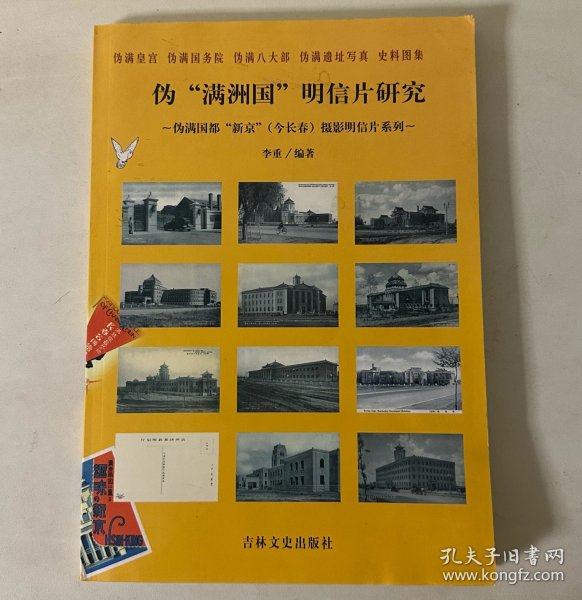 伪满皇宫 伪满国务院 伪满八大部 伪满遗址写真 史料图集
伪“满洲国”明信片研究
～伪满国都“新京”（今长春）摄影明信片系列～
李重／编著
HSIN-KING
吉林文史出版社
孔夫子旧书网
kongfz.com